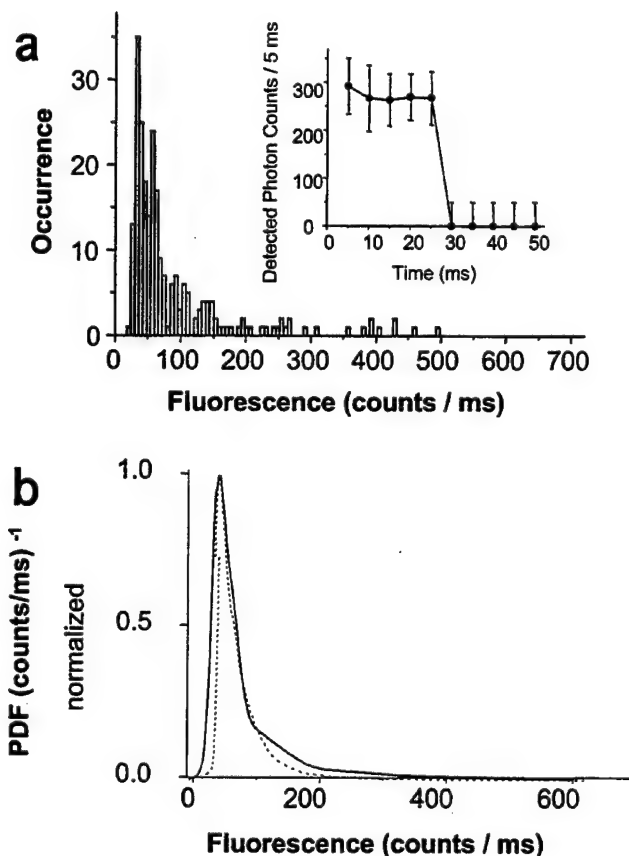 a
Occurrence
30
20
10
0
0 100 200 300 400 500 600 700
Fluorescence (counts / ms)
Detected Photon Counts / 5 ms
300
200
100
0
0 10 20 30 40 50
Time (ms)
b
PDF (counts/ms) -1
normalized
1.0
0.5
0.0
0 200 400 600
Fluorescence (counts / ms)